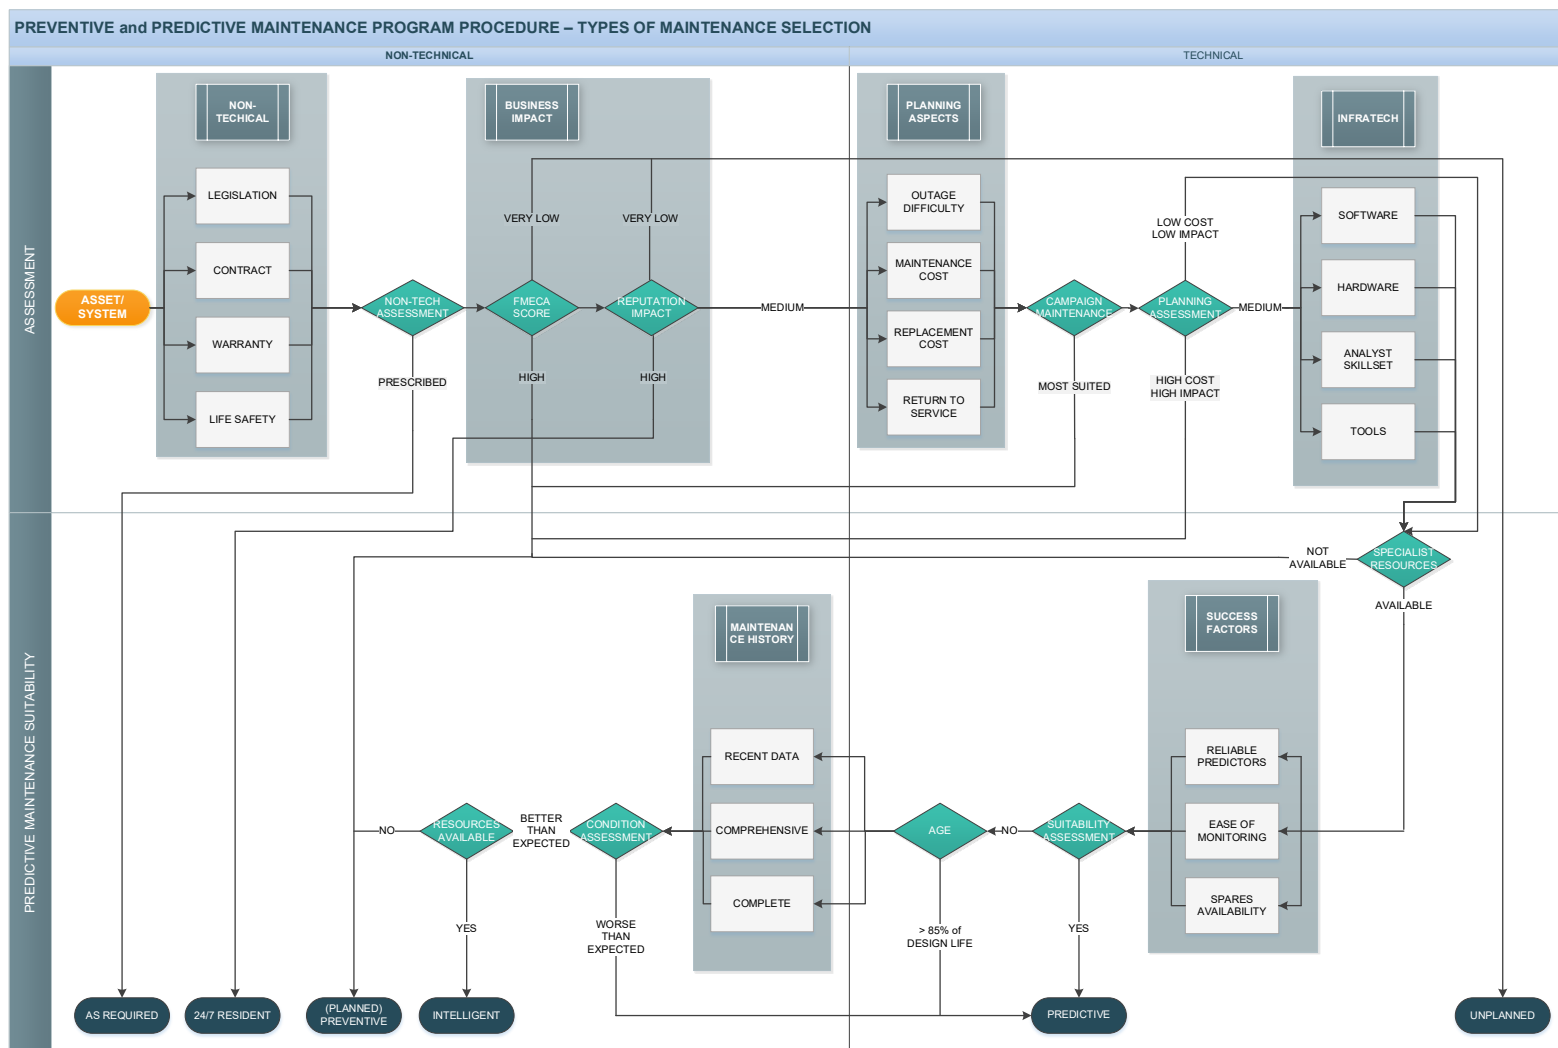 PREVENTIVE and PREDICTIVE MAINTENANCE PROGRAM PROCEDURE – TYPES OF MAINTENANCE SELECTION
NON-TECHNICAL
TECHNICAL
ASSESSMENT
NON-
TECHICAL
BUSINESS
IMPACT
PLANNING
ASPECTS
INFRATECH
LEGISLATION
CONTRACT
WARRANTY
LIFE SAFETY
ASSET/
SYSTEM
NON-TECH
ASSESSMENT
PRESCRIBED
VERY LOW
FMECA
SCORE
HIGH
VERY LOW
REPUTATION
IMPACT
HIGH
MEDIUM
OUTAGE
DIFFICULTY
MAINTENANCE
COST
REPLACEMENT
COST
RETURN TO
SERVICE
CAMPAIGN
MAINTENANCE
MOST SUITED
LOW COST
LOW IMPACT
PLANNING
ASSESSMENT
HIGH COST
HIGH IMPACT
MEDIUM
SOFTWARE
HARDWARE
ANALYST
SKILLSET
TOOLS
PREDICTIVE MAINTENANCE SUITABILITY
NOT
AVAILABLE
SPECIALIST
RESOURCES
AVAILABLE
MAINTENAN
CE HISTORY
SUCCESS
FACTORS
RECENT DATA
COMPREHENSIVE
COMPLETE
RELIABLE
PREDICTORS
EASE OF
MONITORING
SPARES
AVAILABILITY
NO
RESOURCES
AVAILABLE
BETTER
THAN
EXPECTED
CONDITION
ASSESSMENT
AGE
NO
SUITABILITY
ASSESSMENT
YES
WORSE
THAN
EXPECTED
> 85% of
DESIGN LIFE
YES
AS REQUIRED
24/7 RESIDENT
(PLANNED)
PREVENTIVE
INTELLIGENT
PREDICTIVE
UNPLANNED